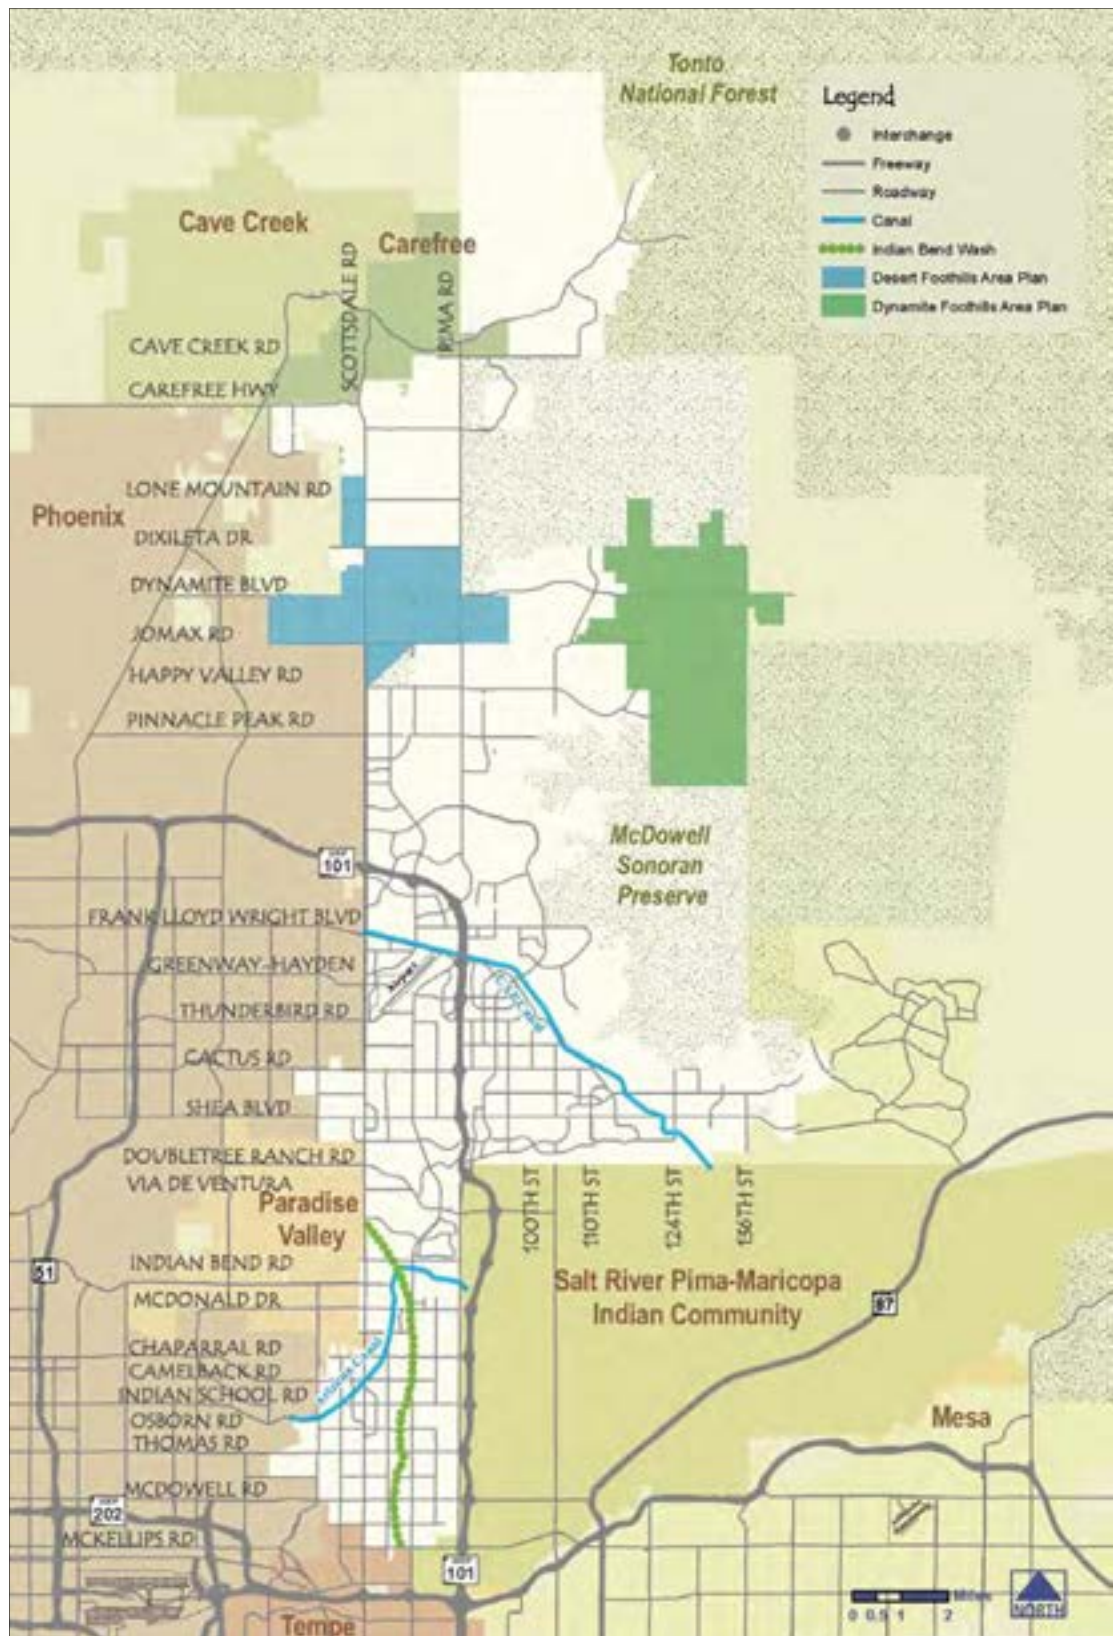 Tonto
National Forest
Legend
Interchange
Freeway
Roadway
Canal
Indian Bend Wash
Desert Foothills Area Plan
Dynamite Foothills Area Plan
Cave Creek
Carefree
SCOTTSDALE RD
PIMA RD
CAVE CREEK RD
CAREFREE HWY
LONE MOUNTAIN RD
Phoenix
DIXILETA DR
DYNAMITE BLVD
JOMAX RD
HAPPY VALLEY RD
PINNACLE PEAK RD
McDowell
Sonoran
Preserve
101
FRANK LLOYD WRIGHT BLVD
GREENWAY-HAYDEN
Airport
THUNDERBIRD RD
CACTUS RD
SHEA BLVD
DOUBLETREE RANCH RD
VIA DE VENTURA
100TH ST
110TH ST
124TH ST
136TH ST
Paradise
Valley
INDIAN BEND RD
51
MCDONALD DR
Salt River Pima-Maricopa
Indian Community
87
CHAPARRAL RD
CAMELBACK RD
INDIAN SCHOOL RD
Arizona Canal
OSBORN RD
THOMAS RD
Mesa
MCDOWELL RD
202
MCKELLIPS RD
101
Tempe
Miles
0 0.5 1 2
NORTH